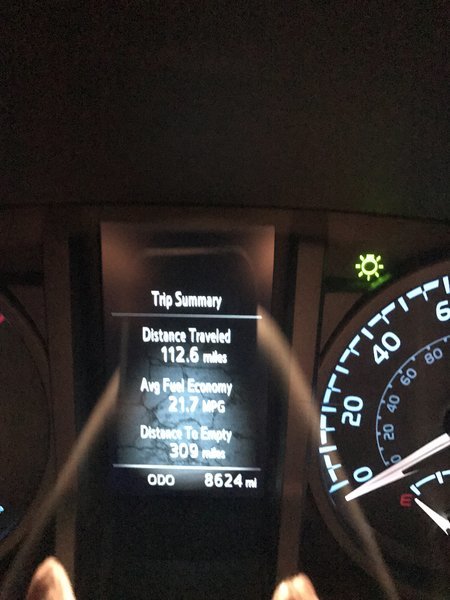 Trip Summary
Distance Traveled
112.6 miles
Avg Fuel Economy
21.7 MPG
Distance To Empty
309 miles
ODO 8624 mi
0
20
40
80
E